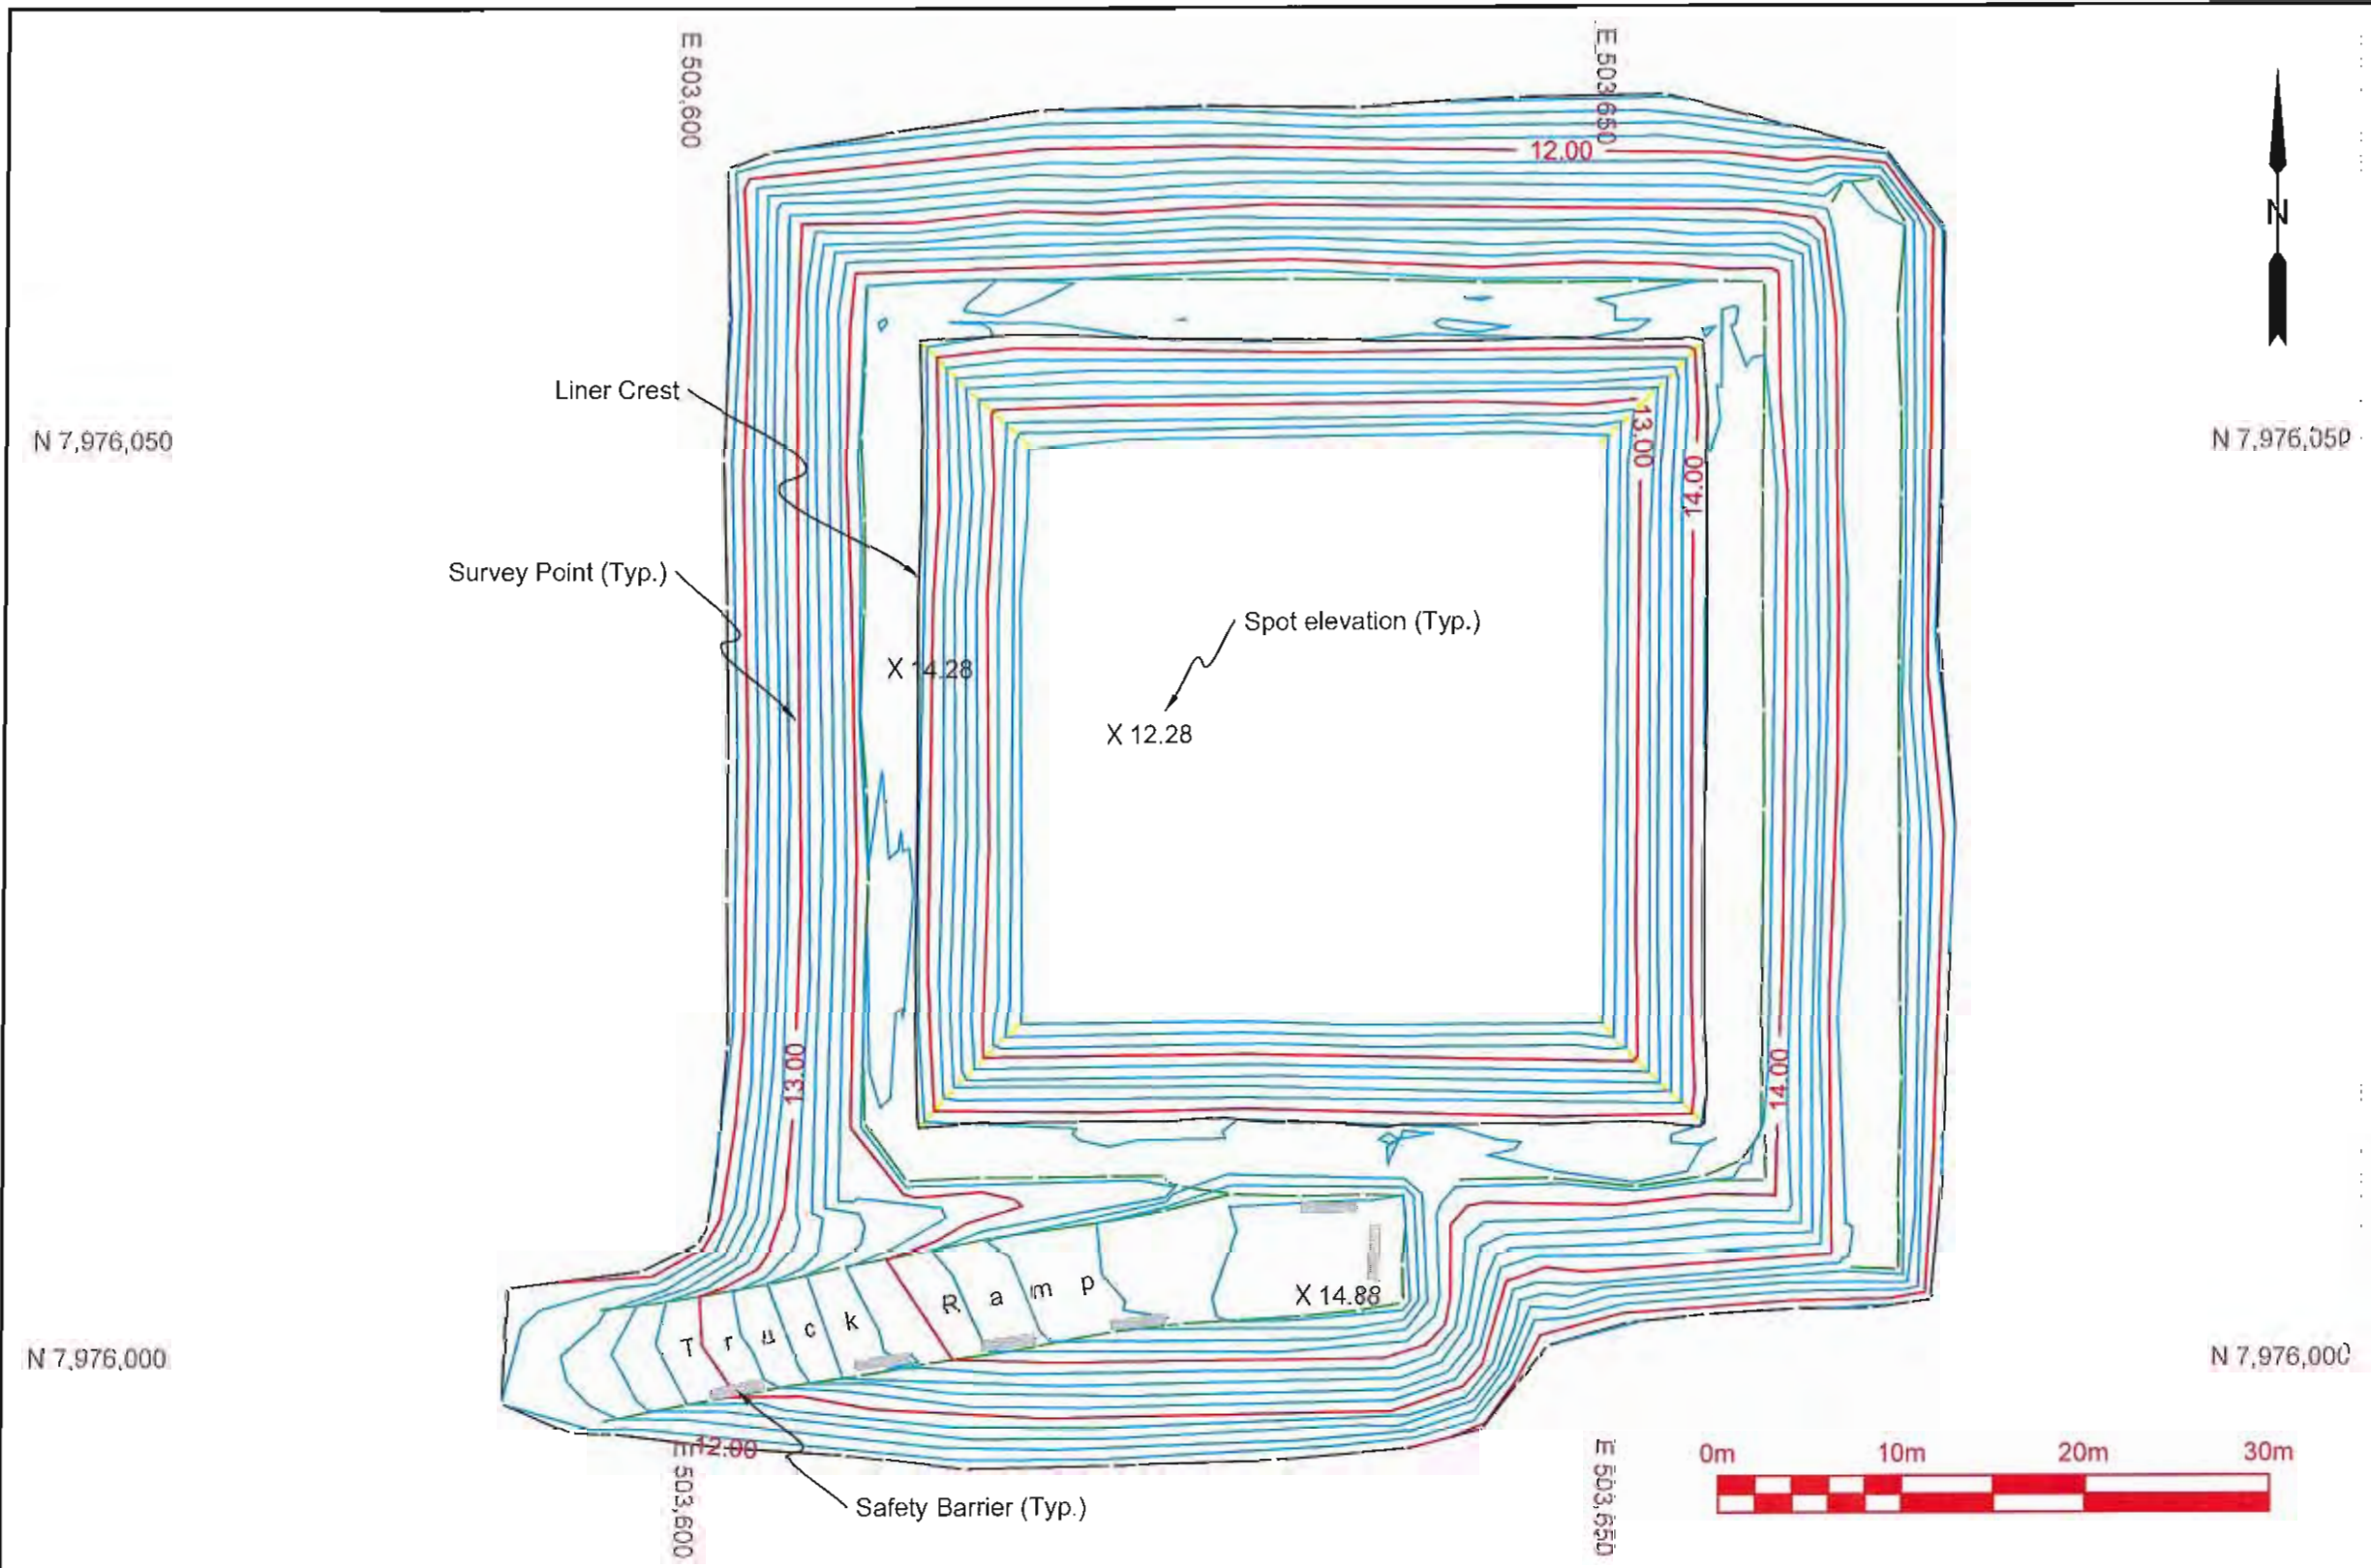 E 503,600
E 503,650
12.00
N
Liner Crest
N 7,976,050
N 7,976,050
13.00
14.00
Survey Point (Typ.)
Spot elevation (Typ.)
X 14.28
X 12.28
13.00
14.00
X 14.88
Truck Ramp
N 7,976,000
N 7,976,000
12.00
E 503,600
E 503,650
0m 10m 20m 30m
Safety Barrier (Typ.)